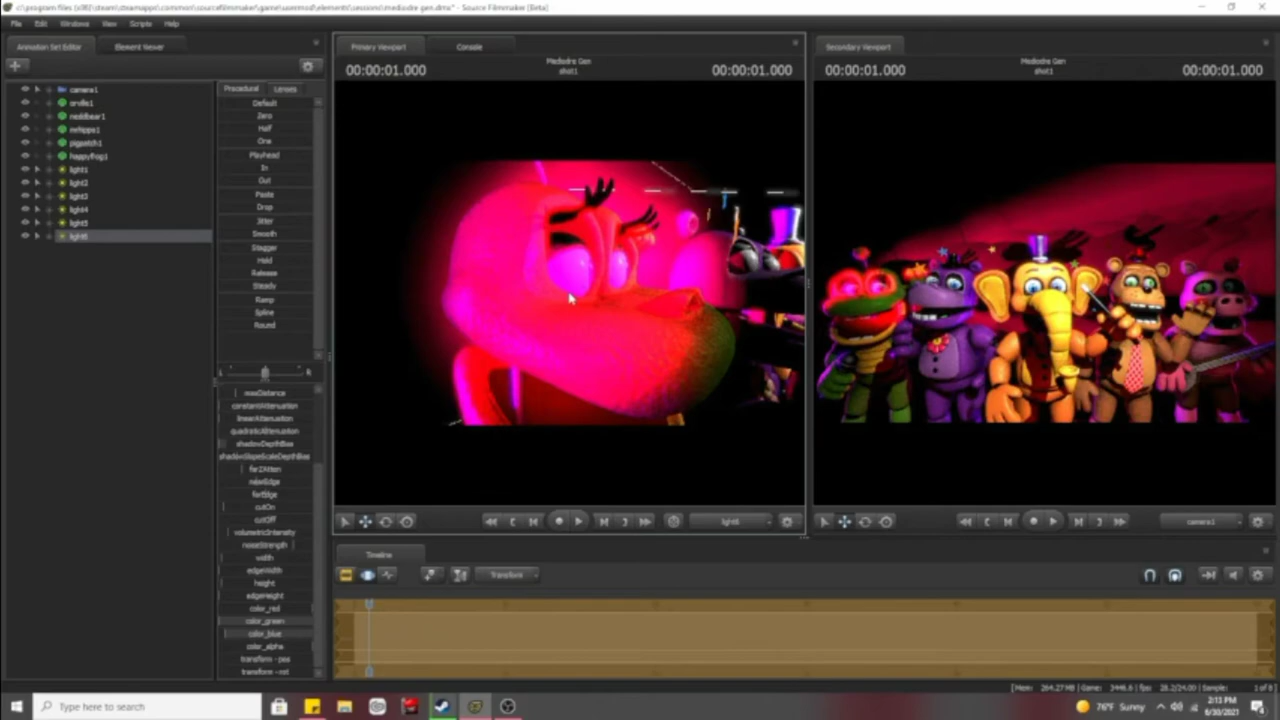 c:\program files (x86)\steam\steamapps\common\sourcefilmmaker\game\usermod\elements\sessions\mediodre gen.dmx* - Source Filmmaker [Beta]
File Edit Windows View Scripts Help
Animation Set Editor Element Viewer
Primary Viewport Console
Secondary Viewport
00:00:01.000 Mediodre Gen shot1 00:00:01.000
00:00:01.000 Mediodre Gen shot1 00:00:01.000
camera1
orville1
neddbear1
mrhippo1
pigpatch1
happyfrog1
light1
light2
light3
light4
light5
light6
Procedural Lenses
Default
Zero
Half
One
Playhead
In
Out
Paste
Drop
Jitter
Smooth
Stagger
Hold
Release
Steady
Ramp
Spline
Round
L R
maxDistance
constantAttenuation
linearAttenuation
quadraticAttenuation
shadowDepthBias
shadowSlopeScaleDepthBias
farZAtten
nearEdge
farEdge
cutOn
cutOff
volumetricIntensity
noiseStrength
width
edgeWidth
height
edgeHeight
color_red
color_green
color_blue
color_alpha
transform - pos
transform - rot
light6
camera1
Timeline
Transform
Type here to search
76°F Sunny
2:13 PM
6/30/2021